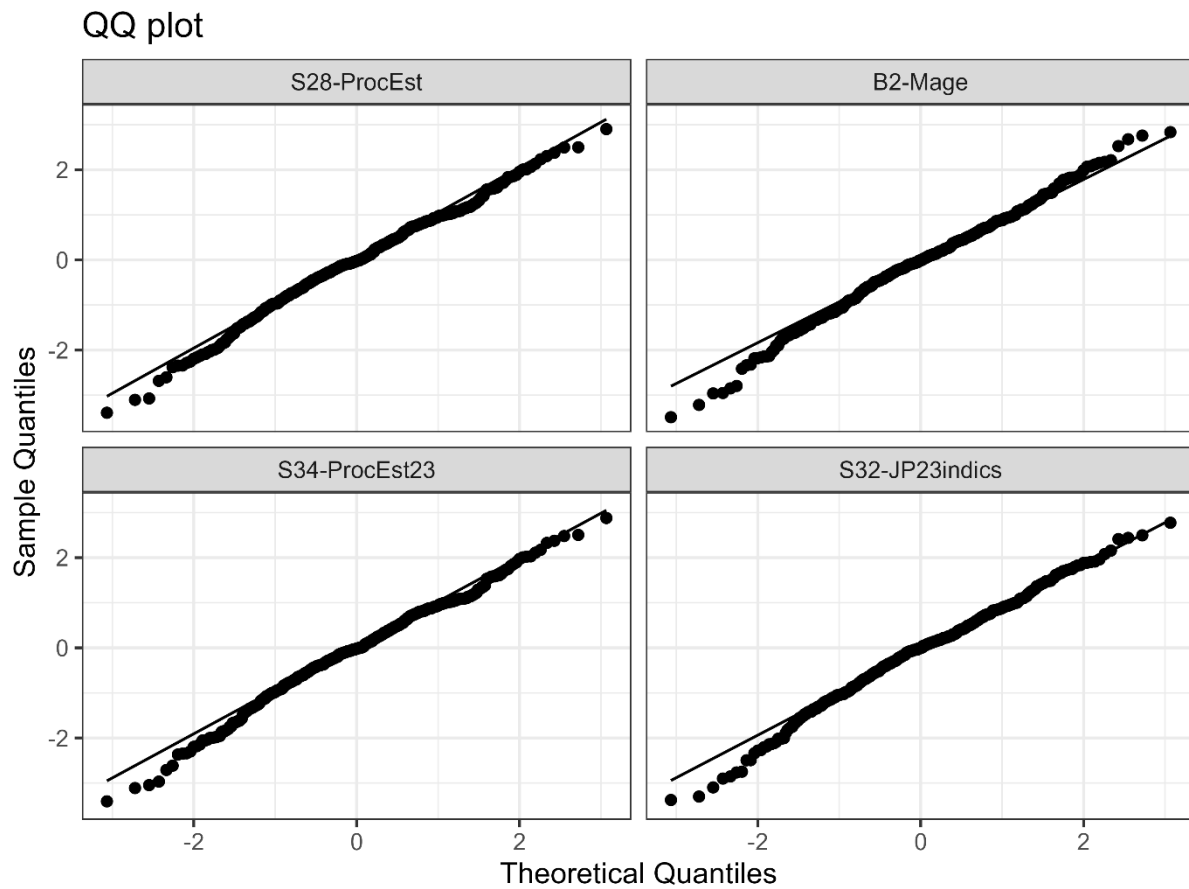 QQ plot
S28-ProcEst
B2-Mage
2
0
-2
S34-ProcEst23
S32-JP23indics
2
0
-2
-2
0
2
-2
0
2
Sample Quantiles
Theoretical Quantiles